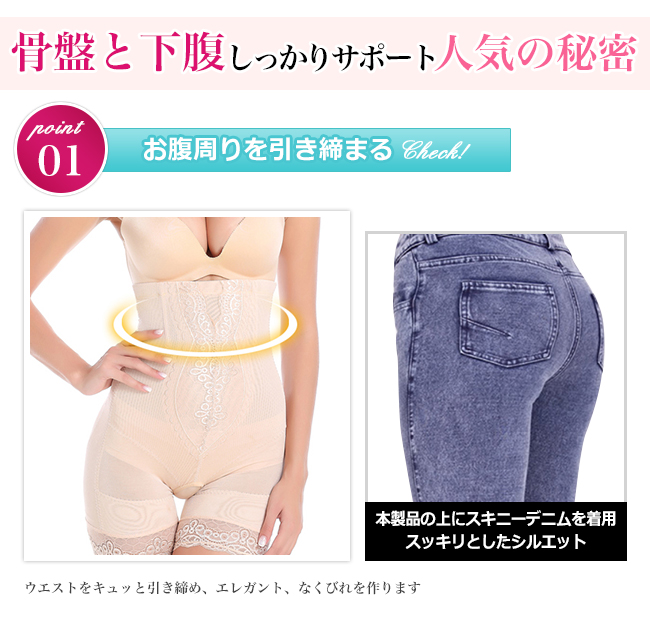 骨盤と下腹しっかりサポート人気の秘密
point
01
お腹周りを引き締まる Check!
本製品の上にスキニーデニムを着用
スッキリとしたシルエット
ウエストをキュッと引き締め、エレガント、なくびれを作ります